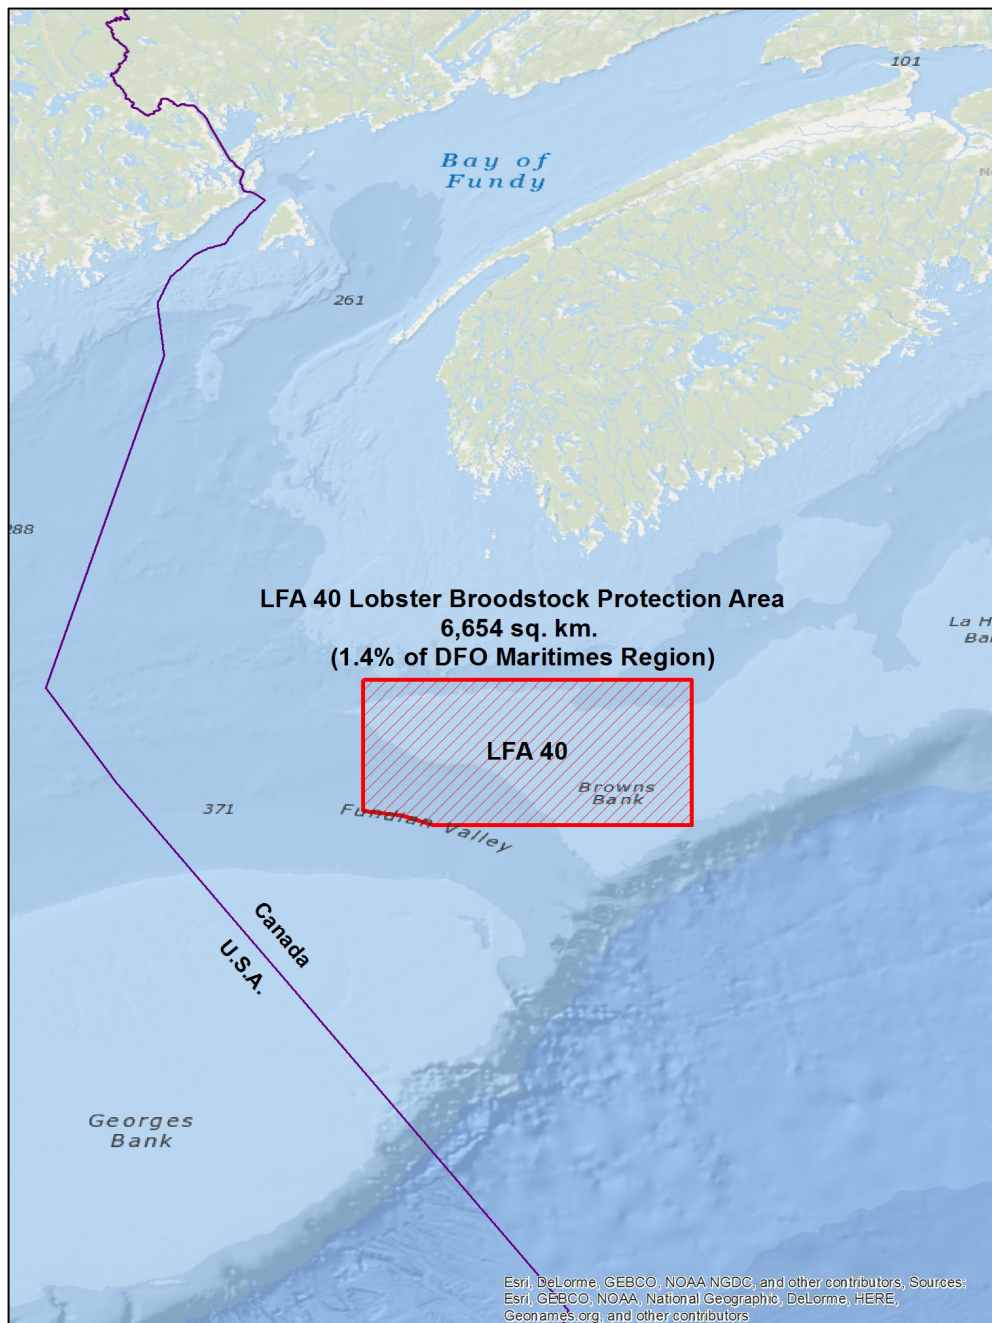 101
Bay of
Fundy
261
288
LFA 40 Lobster Broodstock Protection Area
6,654 sq. km.
(1.4% of DFO Maritimes Region)
La H
Ban
LFA 40
Browns
Bank
371
Fundian Valley
Canada
U.S.A.
Georges
Bank
Esri, DeLorme, GEBCO, NOAA NGDC, and other contributors, Sources:
Esri, GEBCO, NOAA, National Geographic, DeLorme, HERE,
Geonames.org, and other contributors